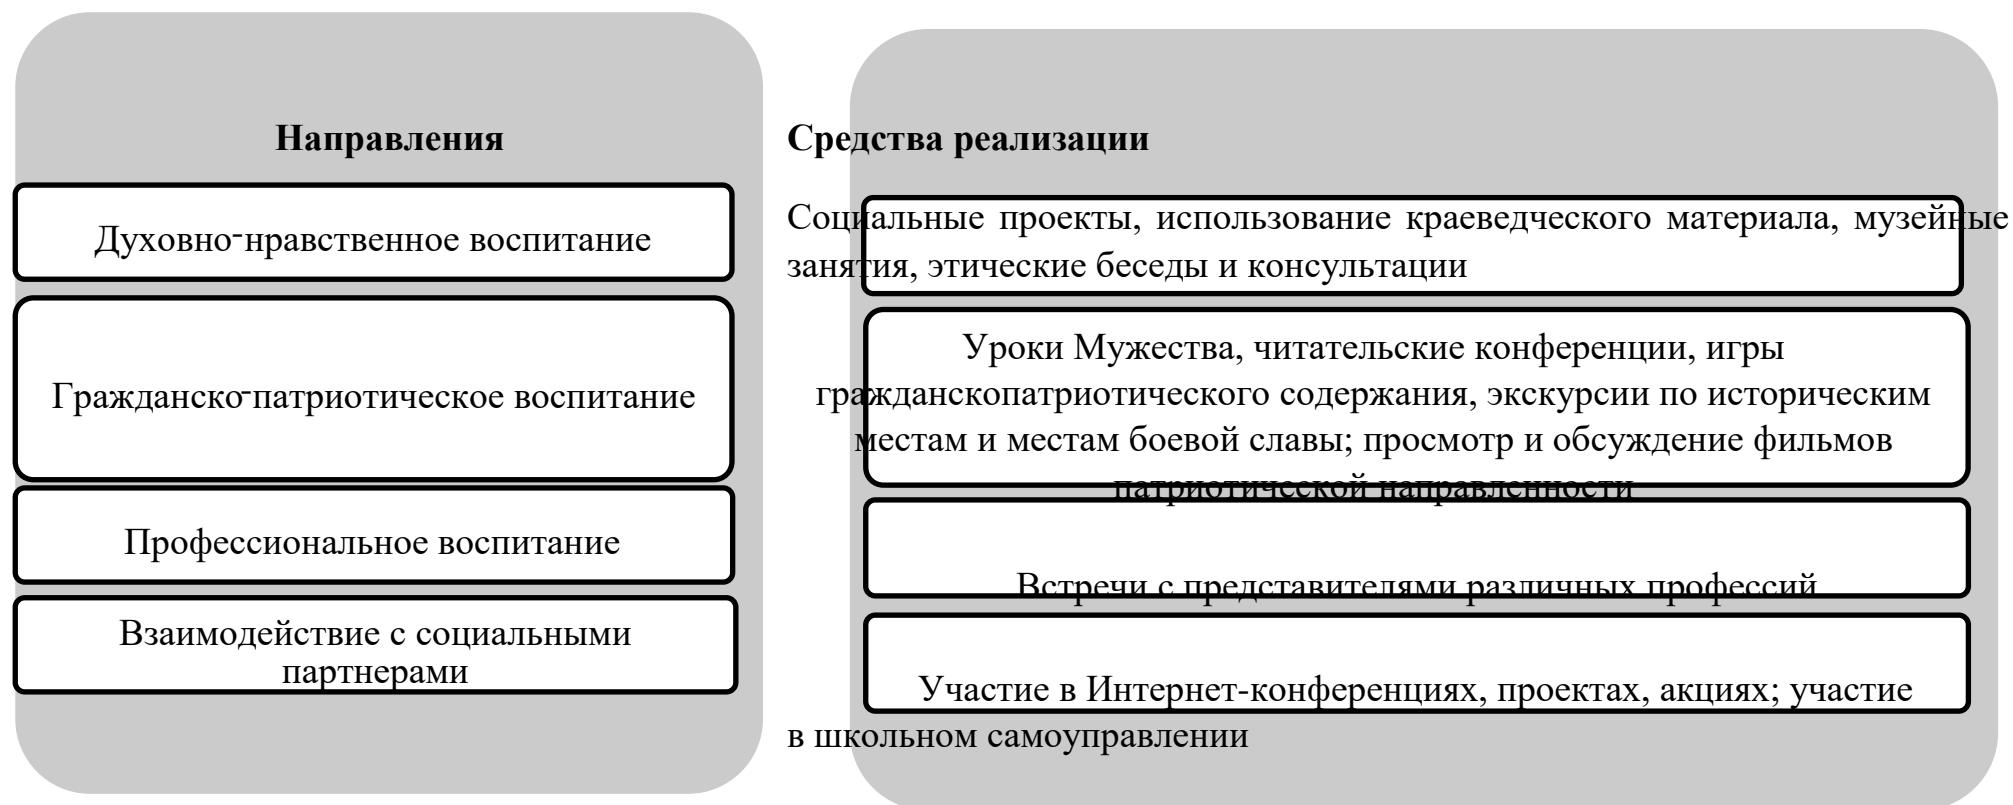 Направления
Духовно-нравственное воспитание
Гражданско-патриотическое воспитание
Профессиональное воспитание
Взаимодействие с социальными
партнерами
Средства реализации
Социальные проекты, использование краеведческого материала, музейные
занятия, этические беседы и консультации
Уроки Мужества, читательские конференции, игры
гражданскопатриотического содержания, экскурсии по историческим
местам и местам боевой славы; просмотр и обсуждение фильмов
патриотической направленности
Встречи с представителями различных профессий
Участие в Интернет-конференциях, проектах, акциях; участие
в школьном самоуправлении